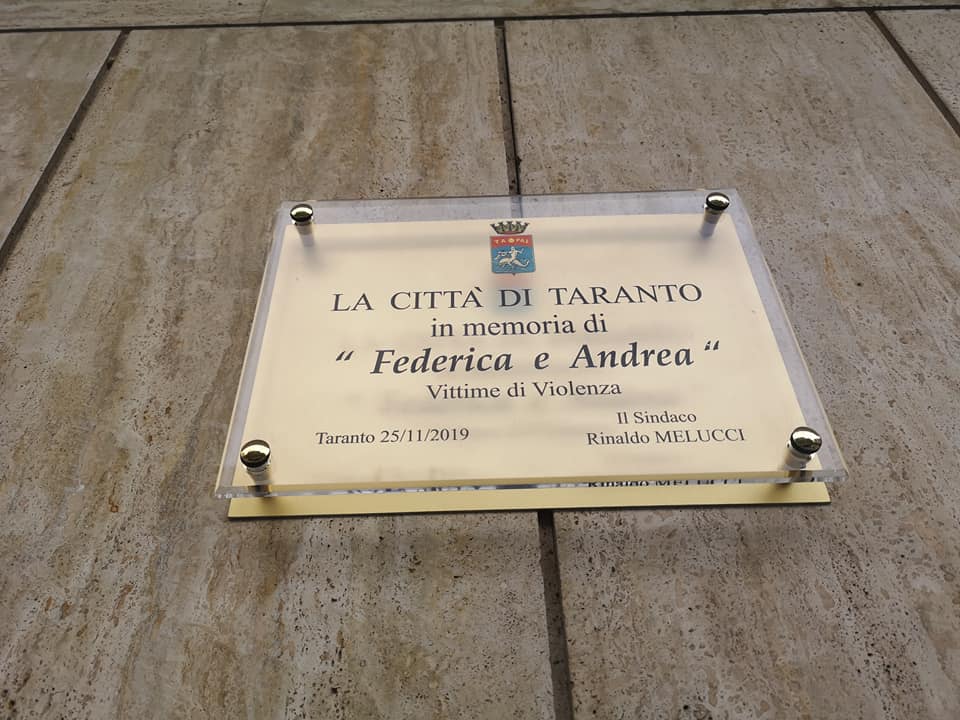 ΤΑΡΑΣ
LA CITTÀ DI TARANTO
in memoria di
“ Federica e Andrea “
Vittime di Violenza
Il Sindaco
Taranto 25/11/2019
Rinaldo MELUCCI